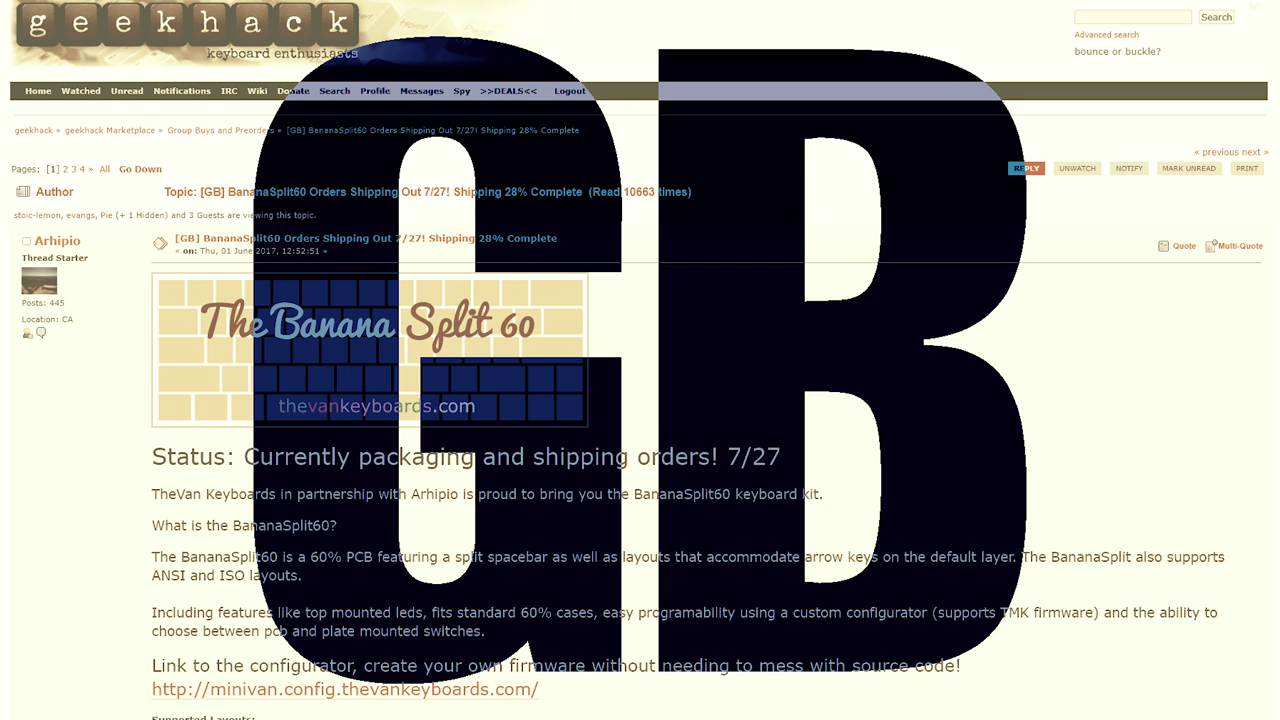 geekhack
keyboard enthusiasts
Search
Advanced search
bounce or buckle?
Home Watched Unread Notifications IRC Wiki Donate Search Profile Messages Spy >>DEALS<< Logout
geekhack » geekhack Marketplace » Group Buys and Preorders » [GB] BananaSplit60 Orders Shipping Out 7/27! Shipping 28% Complete
« previous next »
Pages: [1] 2 3 4 » All Go Down
REPLY UNWATCH NOTIFY MARK UNREAD PRINT
Author Topic: [GB] BananaSplit60 Orders Shipping Out 7/27! Shipping 28% Complete (Read 10663 times)
stoic-lemon, evangs, Pie (+ 1 Hidden) and 3 Guests are viewing this topic.
Arhipio
Thread Starter
Posts: 445
Location: CA
[GB] BananaSplit60 Orders Shipping Out 7/27! Shipping 28% Complete
« on: Thu, 01 June 2017, 12:52:51 »
Quote Multi-Quote
The Banana Split 60
thevankeyboards.com
GB
Status: Currently packaging and shipping orders! 7/27
TheVan Keyboards in partnership with Arhipio is proud to bring you the BananaSplit60 keyboard kit.
What is the BananaSplit60?
The BananaSplit60 is a 60% PCB featuring a split spacebar as well as layouts that accommodate arrow keys on the default layer. The BananaSplit also supports
ANSI and ISO layouts.
Including features like top mounted leds, fits standard 60% cases, easy programability using a custom configurator (supports TMK firmware) and the ability to
choose between pcb and plate mounted switches.
Link to the configurator, create your own firmware without needing to mess with source code!
http://minivan.config.thevankeyboards.com/
Supported Layouts: